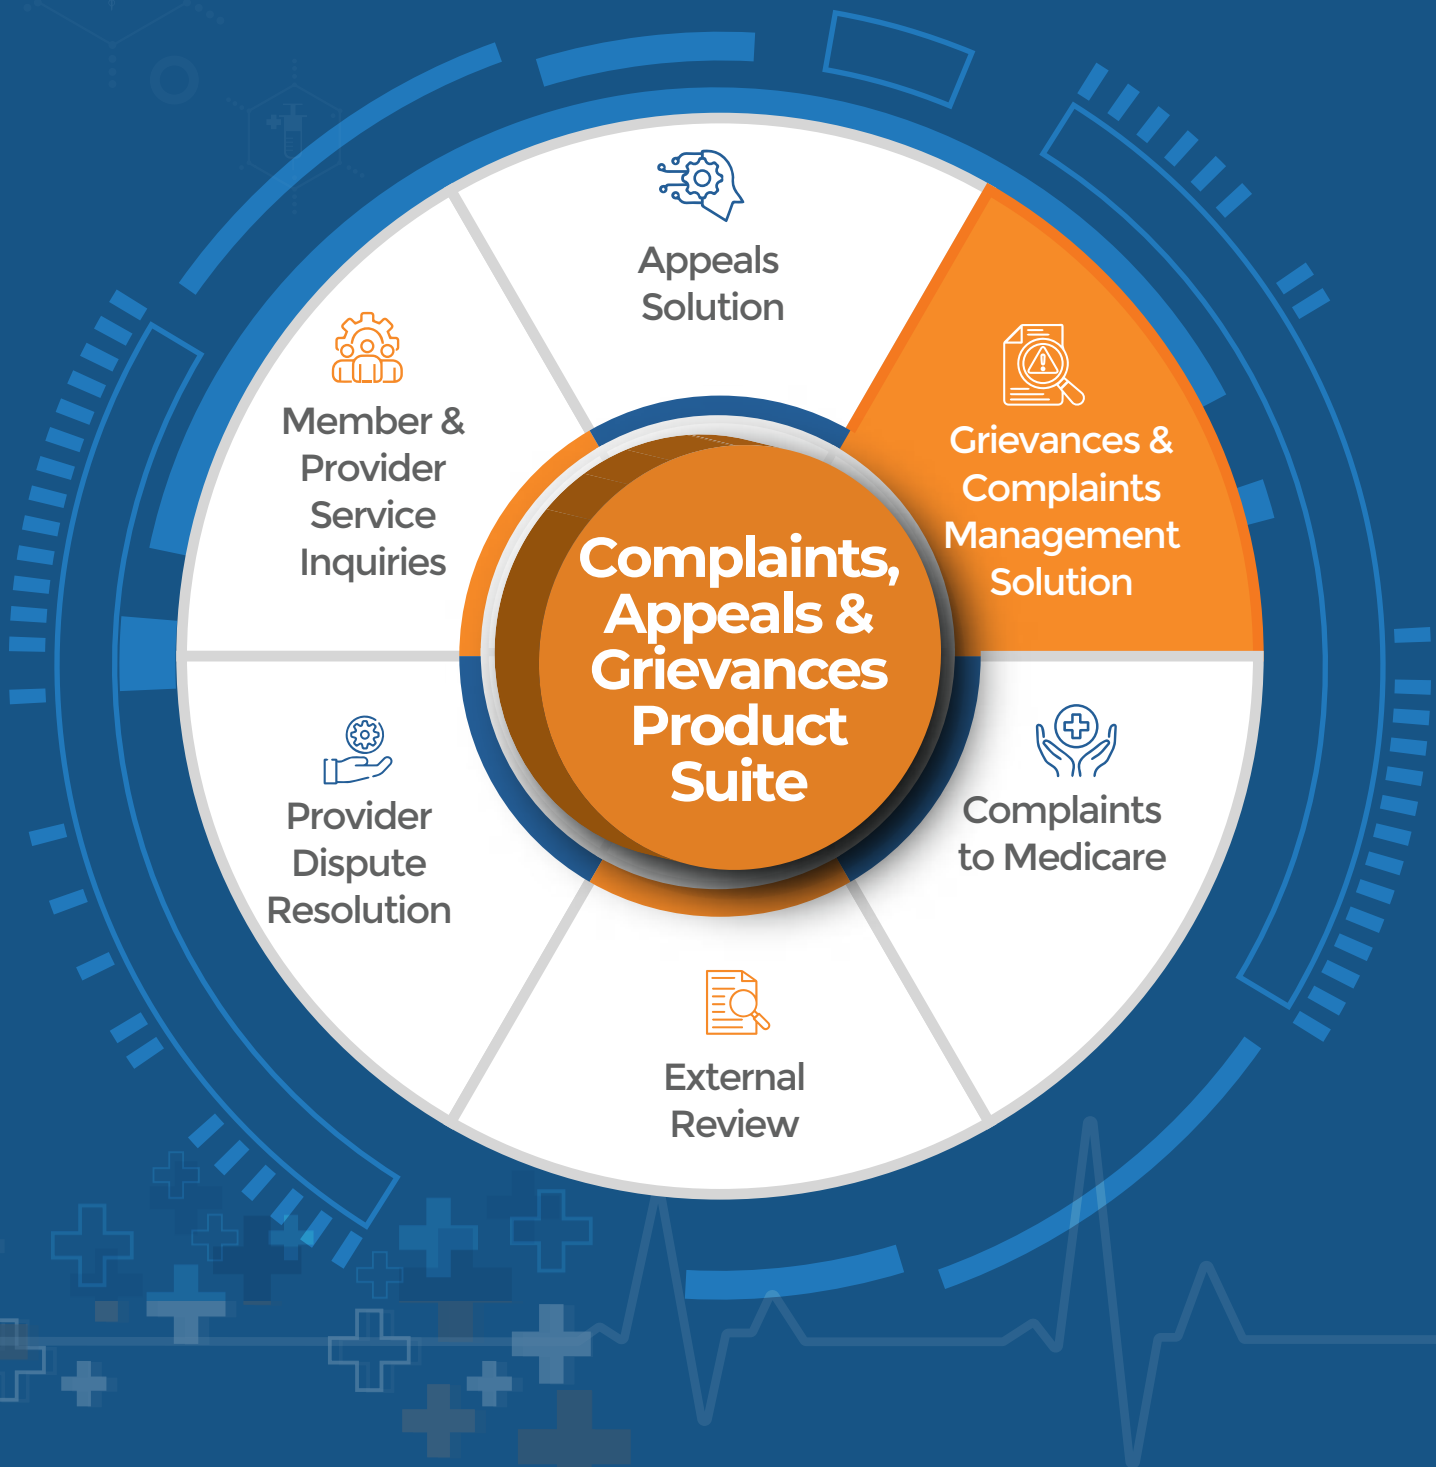 Appeals
Solution
Grievances &
Complaints
Management
Solution
Complaints
to Medicare
External
Review
Provider
Dispute
Resolution
Member &
Provider
Service
Inquiries
Complaints,
Appeals &
Grievances
Product
Suite